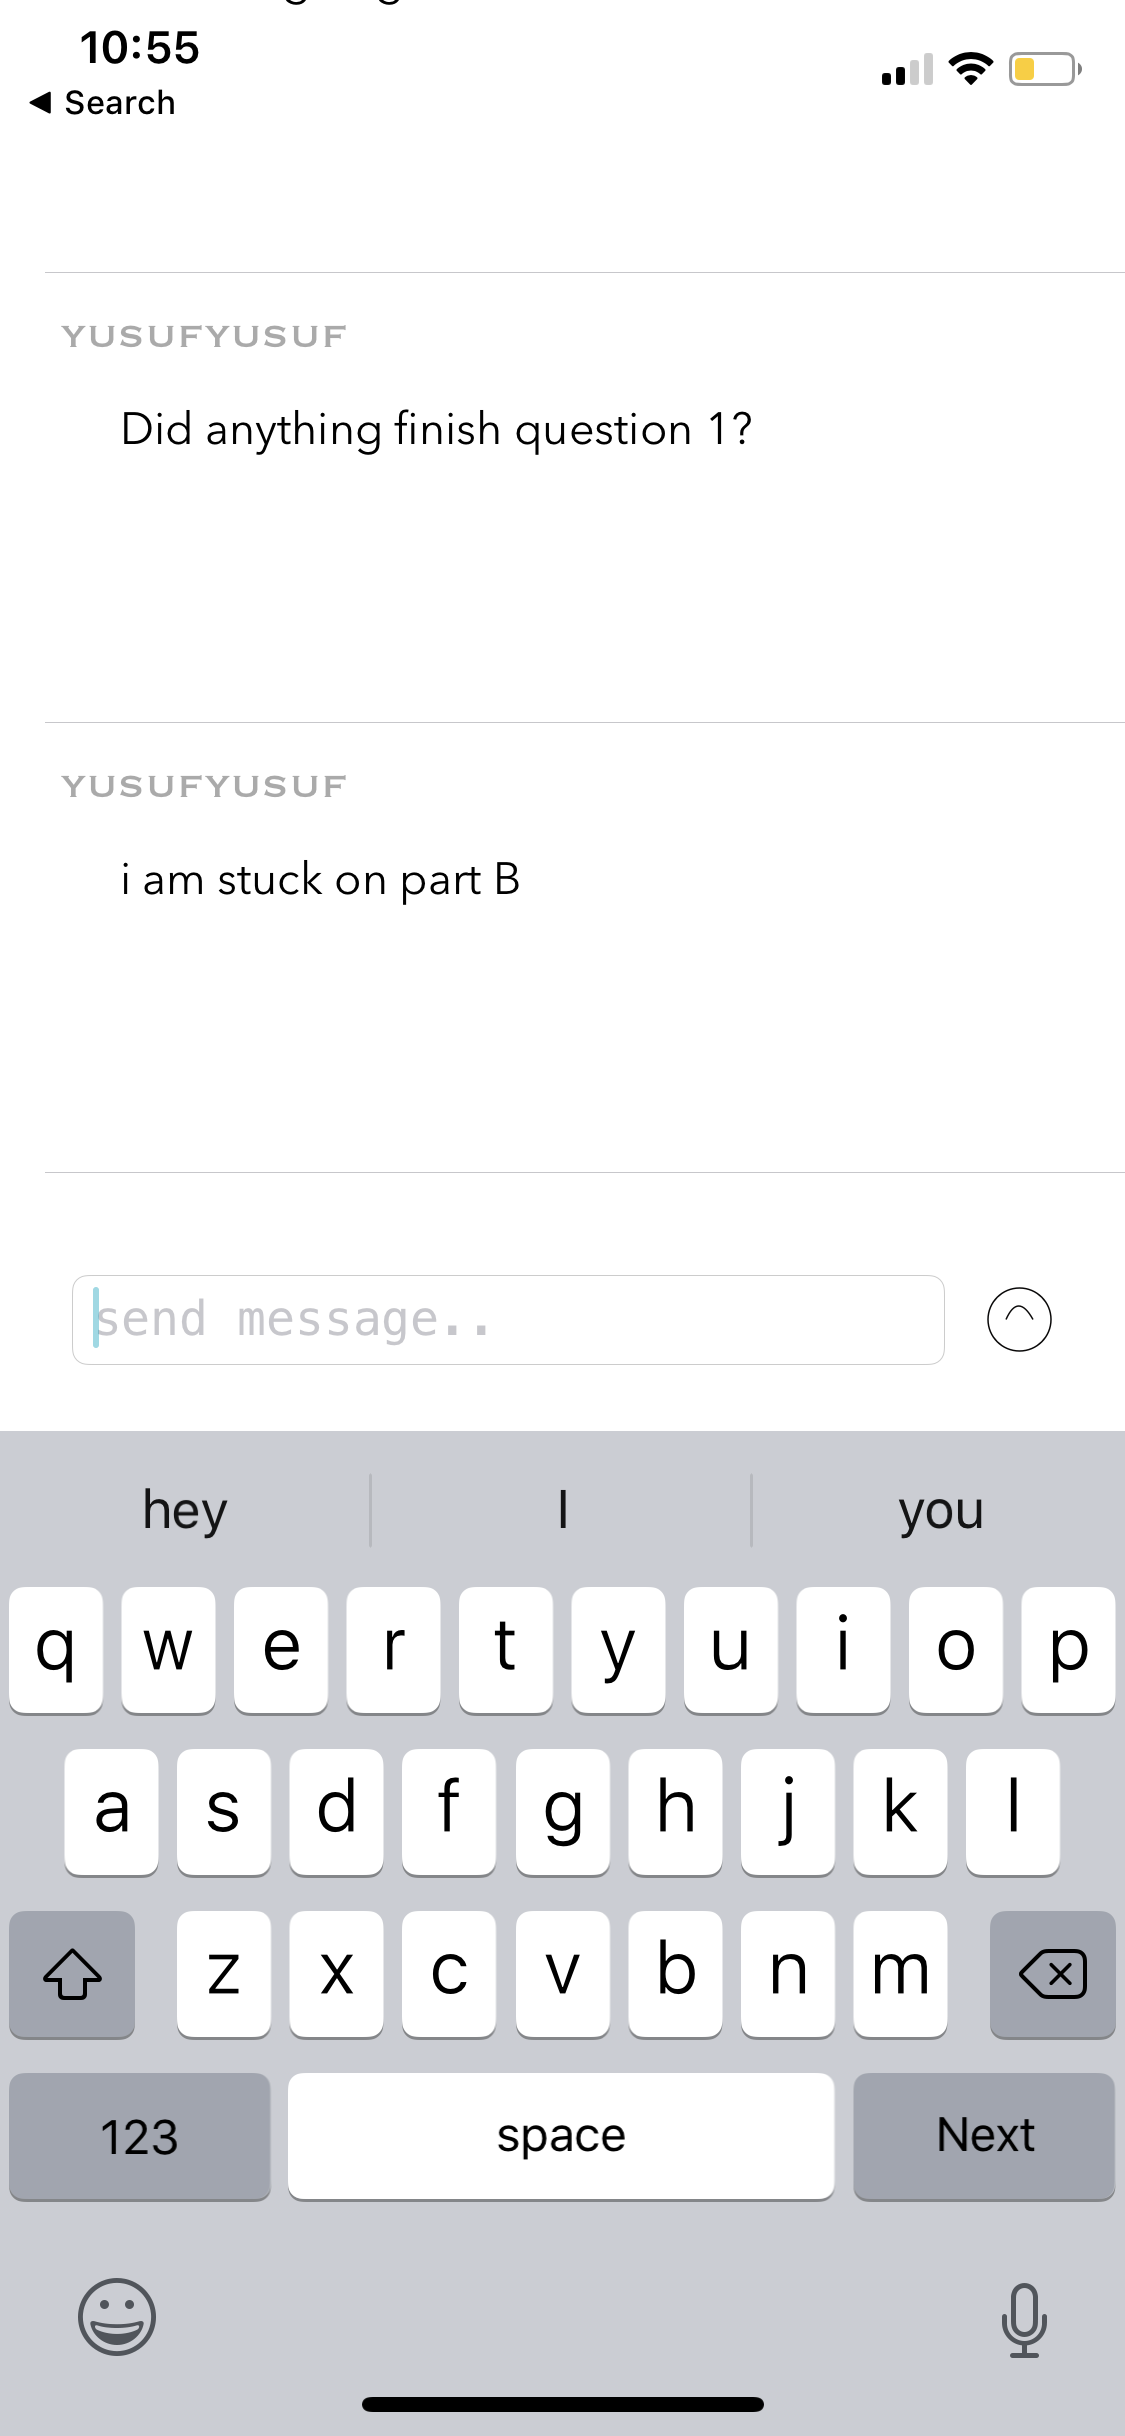 10:55
◀ Search
YUSUFYUSUF
Did anything finish question 1?
YUSUFYUSUF
i am stuck on part B
send message..
hey I you
q w e r t y u i o p
a s d f g h j k l
z x c v b n m
123 space Next